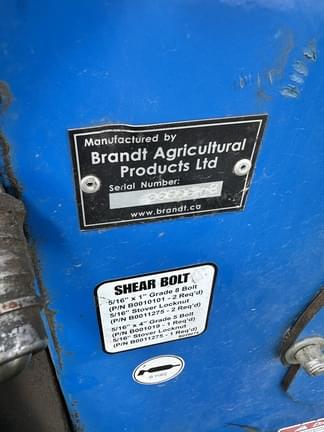 Manufactured by
Brandt Agricultural
Products Ltd
Serial Number:
www.brandt.ca
SHEAR BOLT
5/16" x 1" Grade 8 Bolt
(P/N B0010101 - 2 Req'd)
5/16" Stover Locknut
(P/N B0011275 - 2 Req'd)
5/16" x 4" Grade 5 Bolt
(P/N B001019 - 1 Req'd)
5/16" Stover Locknut
(P/N B0011275 - 1 Req'd)